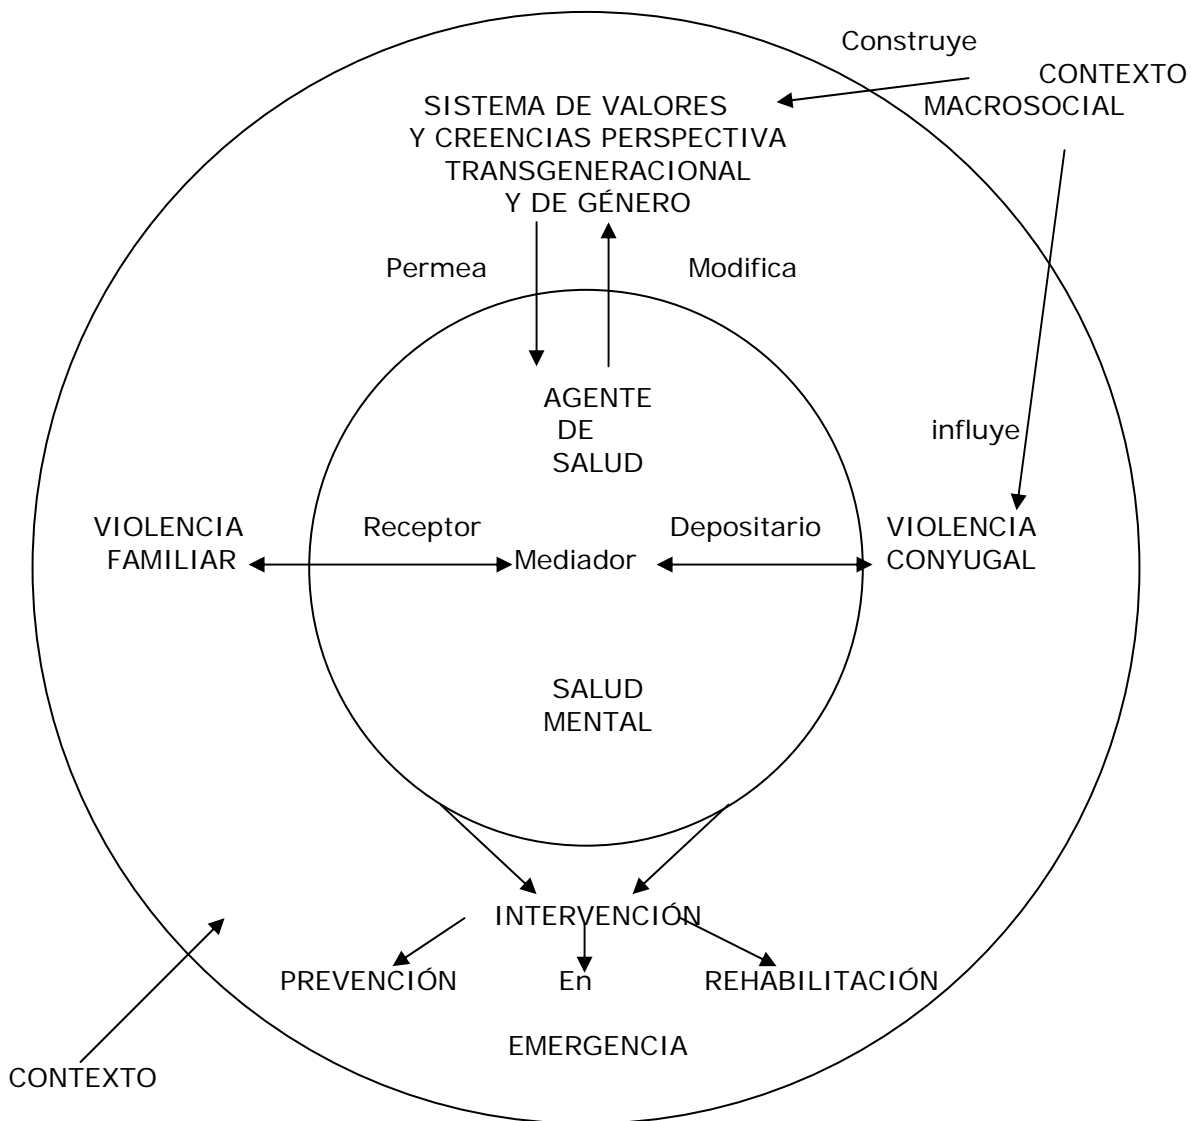 Construye
CONTEXTO
MACROSOCIAL
SISTEMA DE VALORES
Y CREENCIAS PERSPECTIVA
TRANSGENERACIONAL
Y DE GÉNERO
Permea
Modifica
AGENTE
DE
SALUD
influye
VIOLENCIA
FAMILIAR
Receptor
Mediador
Depositario
VIOLENCIA
CONYUGAL
SALUD
MENTAL
INTERVENCIÓN
PREVENCIÓN
En
REHABILITACIÓN
EMERGENCIA
CONTEXTO